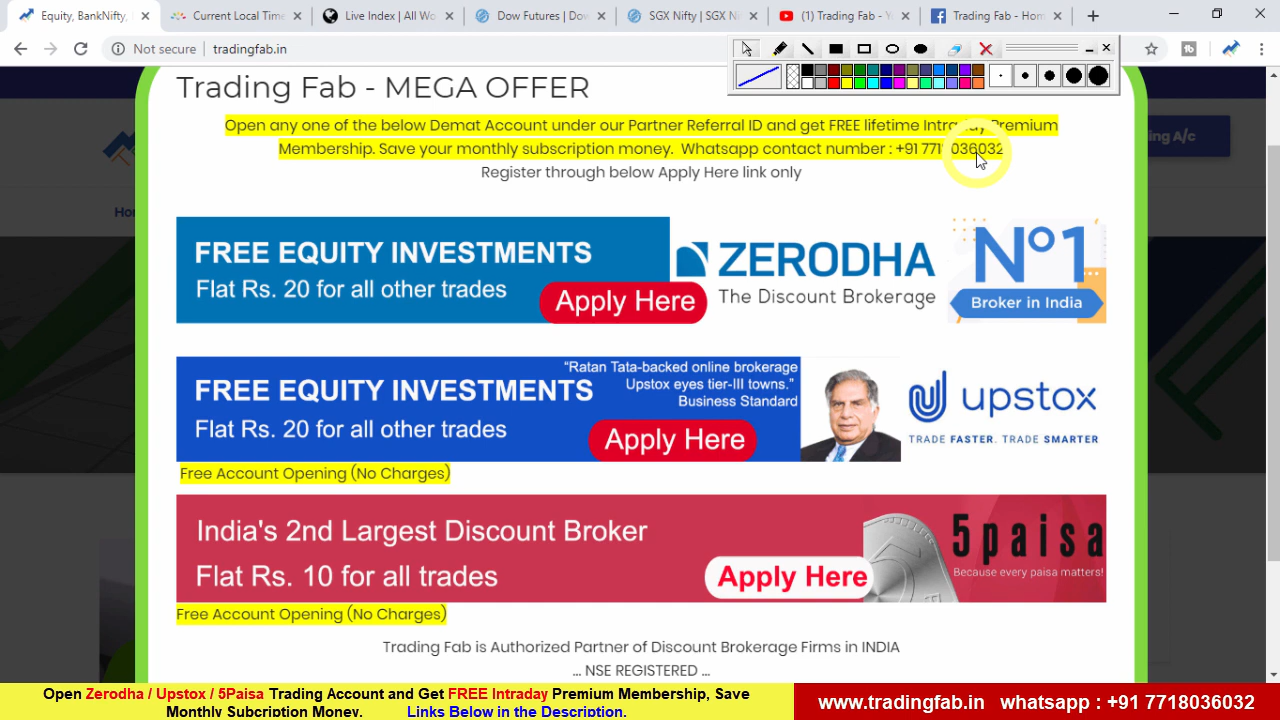 Equity, BankNifty,
Current Local Time
Live Index | All Wo
Dow Futures | Dow
SGX Nifty | SGX N
(1) Trading Fab - Y
Trading Fab - Hom
Not secure | tradingfab.in
Trading Fab - MEGA OFFER
Open any one of the below Demat Account under our Partner Referral ID and get FREE lifetime Intraday Premium
Membership. Save your monthly subscription money. Whatsapp contact number : +91 7718036032
Register through below Apply Here link only
ing A/c
Ho
FREE EQUITY INVESTMENTS
Flat Rs. 20 for all other trades
Apply Here
ZERODHA
The Discount Brokerage
Nº1
Broker in India
"Ratan Tata-backed online brokerage
Upstox eyes tier-III towns."
Business Standard
FREE EQUITY INVESTMENTS
Flat Rs. 20 for all other trades
Apply Here
upstox
TRADE FASTER. TRADE SMARTER
Free Account Opening (No Charges)
India's 2nd Largest Discount Broker
Flat Rs. 10 for all trades
Apply Here
5paisa
Because every paisa matters!
Free Account Opening (No Charges)
Trading Fab is Authorized Partner of Discount Brokerage Firms in INDIA
... NSE REGISTERED ...
Open Zerodha / Upstox / 5Paisa Trading Account and Get FREE Intraday Premium Membership, Save
Monthly Subcription Money. Links Below in the Description.
www.tradingfab.in whatsapp : +91 7718036032